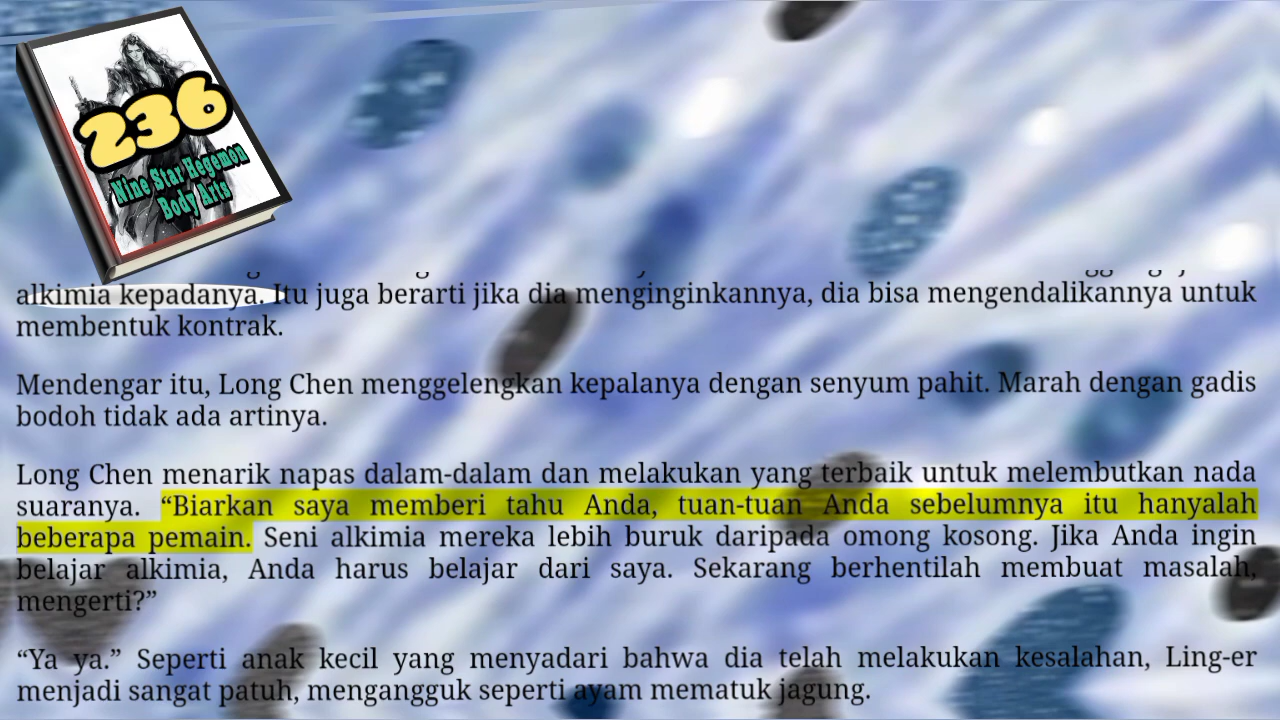 236
Nine Star Hegemon
Body Arts
alkimia kepadanya. Itu juga berarti jika dia menginginkannya, dia bisa mengendalikannya untuk
membentuk kontrak.
Mendengar itu, Long Chen menggelengkan kepalanya dengan senyum pahit. Marah dengan gadis
bodoh tidak ada artinya.
Long Chen menarik napas dalam-dalam dan melakukan yang terbaik untuk melembutkan nada
suaranya. “Biarkan saya memberi tahu Anda, tuan-tuan Anda sebelumnya itu hanyalah
beberapa pemain. Seni alkimia mereka lebih buruk daripada omong kosong. Jika Anda ingin
belajar alkimia, Anda harus belajar dari saya. Sekarang berhentilah membuat masalah,
mengerti?”
“Ya ya.” Seperti anak kecil yang menyadari bahwa dia telah melakukan kesalahan, Ling-er
menjadi sangat patuh, mengangguk seperti ayam mematuk jagung.